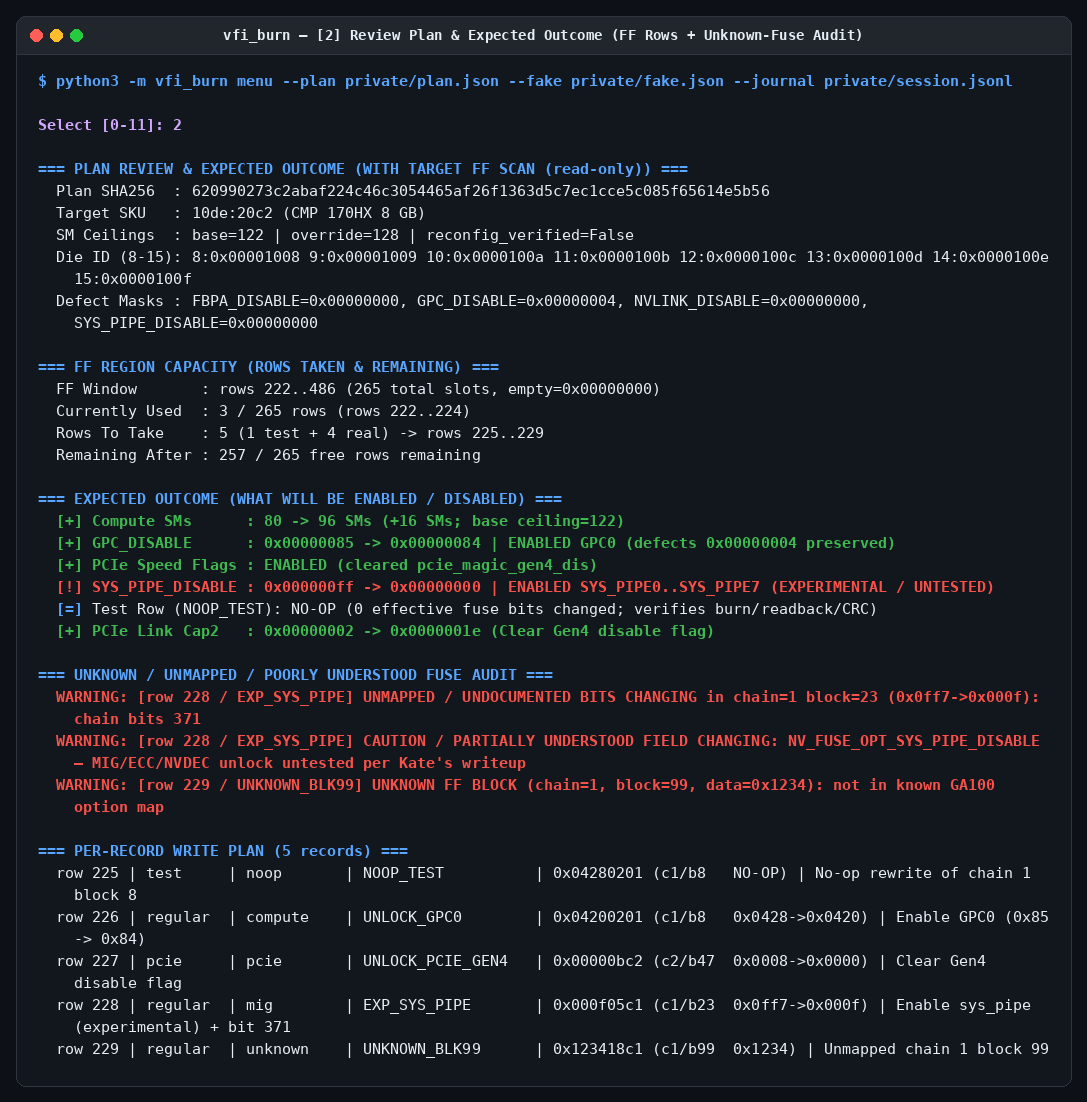 vfi_burn — [2] Review Plan & Expected Outcome (FF Rows + Unknown-Fuse Audit)
$ python3 -m vfi_burn menu --plan private/plan.json --fake private/fake.json --journal private/session.jsonl
Select [0-11]: 2
=== PLAN REVIEW & EXPECTED OUTCOME (WITH TARGET FF SCAN (read-only)) ===
Plan SHA256  : 620990273c2abaf224c46c3054465af26f1363d5c7ec1cce5c085f65614e5b56
Target SKU   : 10de:20c2 (CMP 170HX 8 GB)
SM Ceilings  : base=122 | override=128 | reconfig_verified=False
Die ID (8-15): 8:0x00001008 9:0x00001009 10:0x0000100a 11:0x0000100b 12:0x0000100c 13:0x0000100d 14:0x0000100e
15:0x0000100f
Defect Masks : FBPA_DISABLE=0x00000000, GPC_DISABLE=0x00000004, NVLINK_DISABLE=0x00000000,
SYS_PIPE_DISABLE=0x00000000
=== FF REGION CAPACITY (ROWS TAKEN & REMAINING) ===
FF Window       : rows 222..486 (265 total slots, empty=0x00000000)
Currently Used  : 3 / 265 rows (rows 222..224)
Rows To Take    : 5 (1 test + 4 real) -> rows 225..229
Remaining After : 257 / 265 free rows remaining
=== EXPECTED OUTCOME (WHAT WILL BE ENABLED / DISABLED) ===
[+] Compute SMs      : 80 -> 96 SMs (+16 SMs; base ceiling=122)
[+] GPC_DISABLE      : 0x00000085 -> 0x00000084 | ENABLED GPC0 (defects 0x00000004 preserved)
[+] PCIe Speed Flags : ENABLED (cleared pcie_magic_gen4_dis)
[!] SYS_PIPE_DISABLE : 0x000000ff -> 0x00000000 | ENABLED SYS_PIPE0..SYS_PIPE7 (EXPERIMENTAL / UNTESTED)
[=] Test Row (NOOP_TEST): NO-OP (0 effective fuse bits changed; verifies burn/readback/CRC)
[+] PCIe Link Cap2   : 0x00000002 -> 0x0000001e (Clear Gen4 disable flag)
=== UNKNOWN / UNMAPPED / POORLY UNDERSTOOD FUSE AUDIT ===
WARNING: [row 228 / EXP_SYS_PIPE] UNMAPPED / UNDOCUMENTED BITS CHANGING in chain=1 block=23 (0x0ff7->0x000f):
chain bits 371
WARNING: [row 228 / EXP_SYS_PIPE] CAUTION / PARTIALLY UNDERSTOOD FIELD CHANGING: NV_FUSE_OPT_SYS_PIPE_DISABLE
— MIG/ECC/NVDEC unlock untested per Kate's writeup
WARNING: [row 229 / UNKNOWN_BLK99] UNKNOWN FF BLOCK (chain=1, block=99, data=0x1234): not in known GA100
option map
=== PER-RECORD WRITE PLAN (5 records) ===
row 225 | test     | noop       | NOOP_TEST          | 0x04280201 (c1/b8   NO-OP) | No-op rewrite of chain 1
block 8
row 226 | regular  | compute    | UNLOCK_GPC0        | 0x04200201 (c1/b8   0x0428->0x0420) | Enable GPC0 (0x85
-> 0x84)
row 227 | pcie     | pcie       | UNLOCK_PCIE_GEN4   | 0x00000bc2 (c2/b47  0x0008->0x0000) | Clear Gen4
disable flag
row 228 | regular  | mig        | EXP_SYS_PIPE       | 0x000f05c1 (c1/b23  0x0ff7->0x000f) | Enable sys_pipe
(experimental) + bit 371
row 229 | regular  | unknown    | UNKNOWN_BLK99      | 0x123418c1 (c1/b99  0x1234) | Unmapped chain 1 block 99